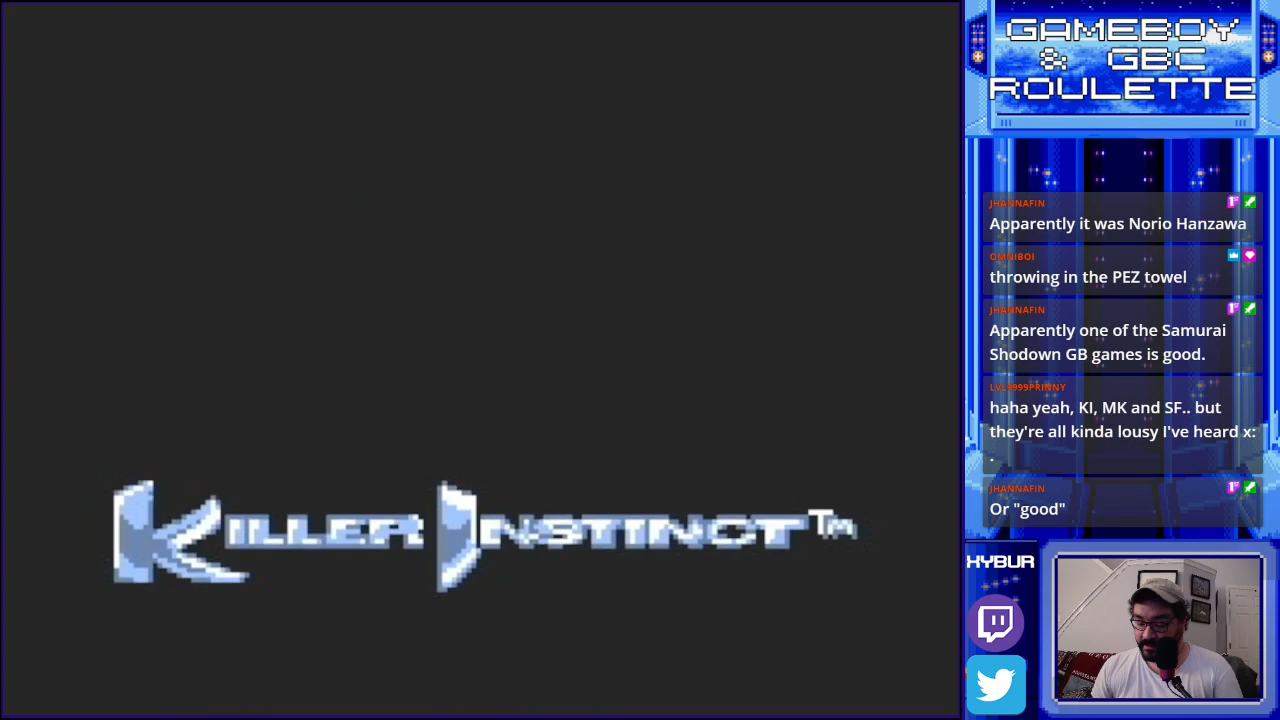 GAMEBOY
& GBC
ROULETTE
JHANNAFIN
Apparently it was Norio Hanzawa
OMNIBOI
throwing in the PEZ towel
JHANNAFIN
Apparently one of the Samurai
Shodown GB games is good.
LVL9999PRINNY
haha yeah, KI, MK and SF.. but
they're all kinda lousy I've heard x:
.
JHANNAFIN
Or "good"
KILLER INSTINCT™
XYBUR